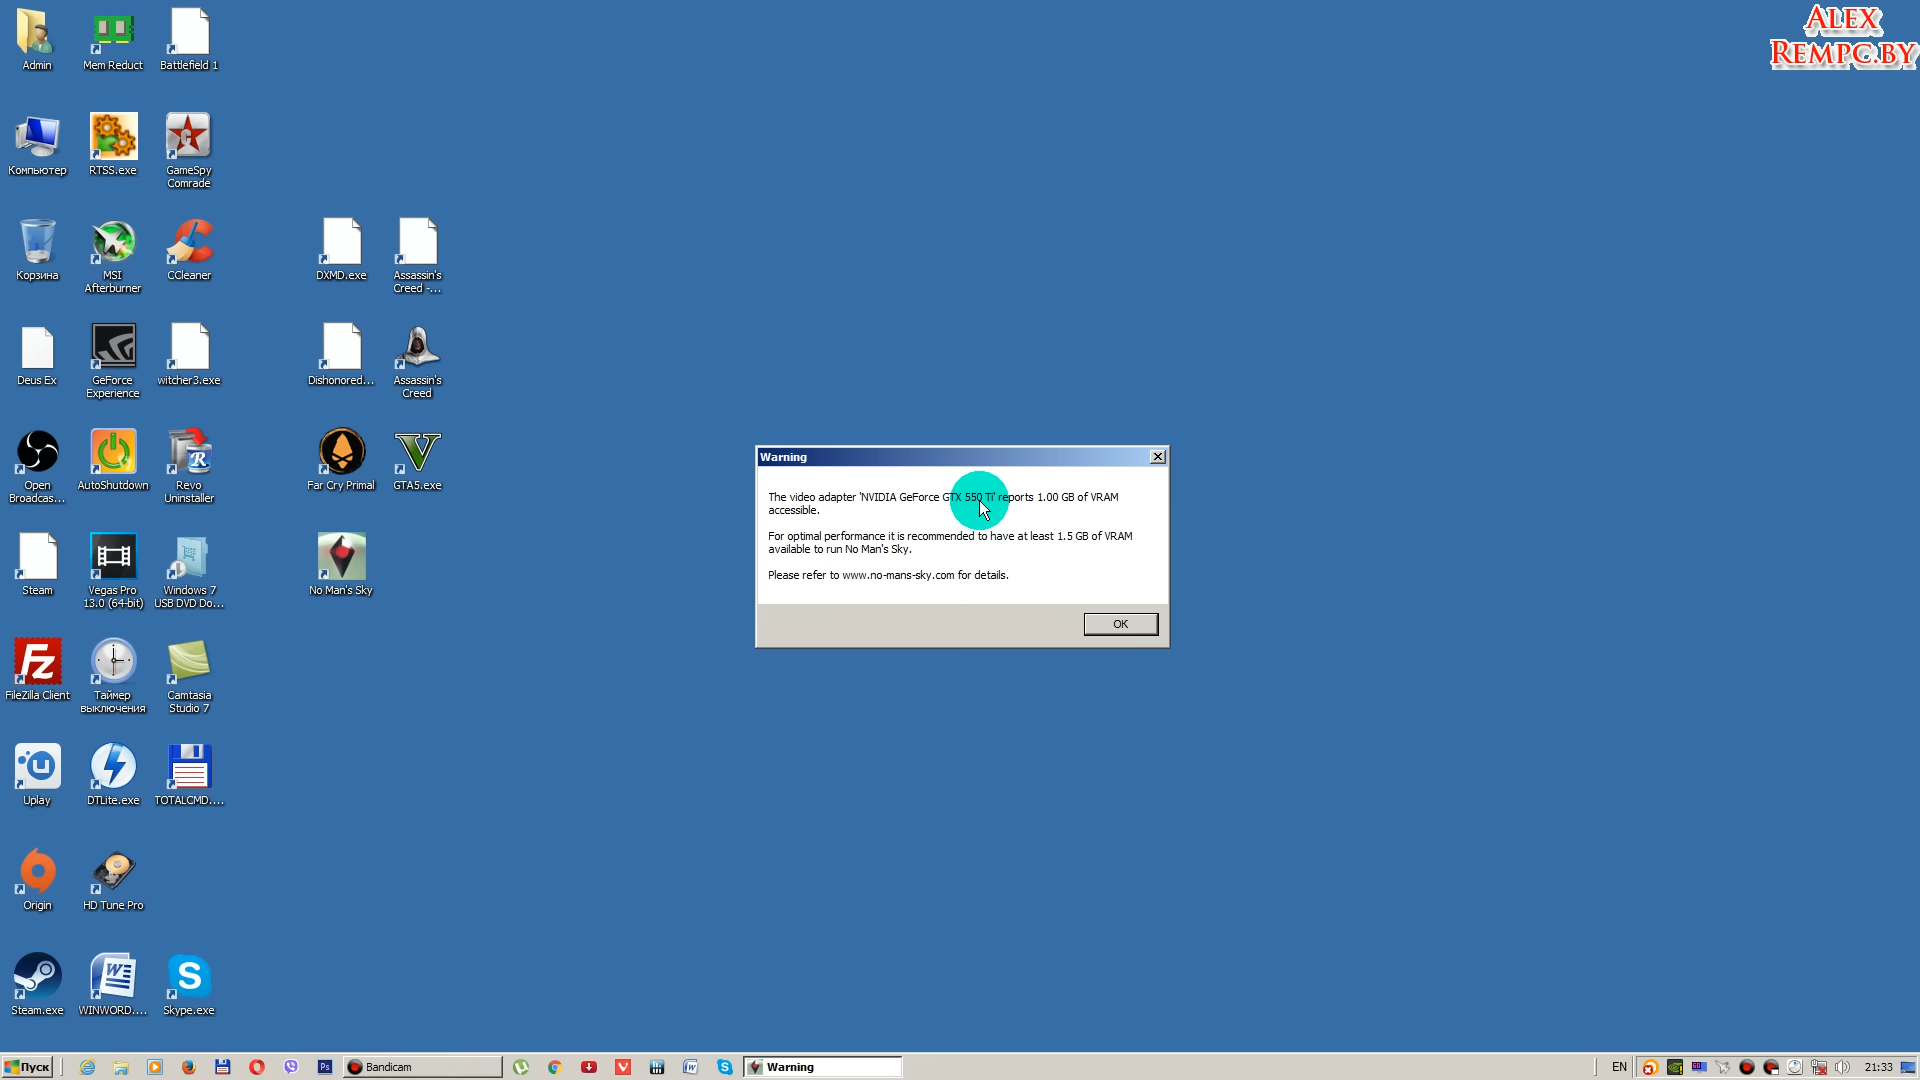 Admin
Mem Reduct
Battlefield 1
ALEX
REMPC.BY
Компьютер
RTSS.exe
GameSpy
Comrade
Корзина
MSI
Afterburner
CCleaner
DXMD.exe
Assassin's
Creed -...
Deus Ex
GeForce
Experience
witcher3.exe
Dishonored...
Assassin's
Creed
Open
Broadcas...
AutoShutdown
Revo
Uninstaller
Far Cry Primal
GTA5.exe
Steam
Vegas Pro
13.0 (64-bit)
Windows 7
USB DVD Do...
No Man's Sky
FileZilla Client
Таймер
выключения
Camtasia
Studio 7
Uplay
DTLite.exe
TOTALCMD....
Origin
HD Tune Pro
Steam.exe
WINWORD....
Skype.exe
Warning
The video adapter 'NVIDIA GeForce GTX 550 Ti' reports 1.00 GB of VRAM
accessible.
For optimal performance it is recommended to have at least 1.5 GB of VRAM
available to run No Man's Sky.
Please refer to www.no-mans-sky.com for details.
OK
Пуск
Bandicam
Warning
EN
21:33